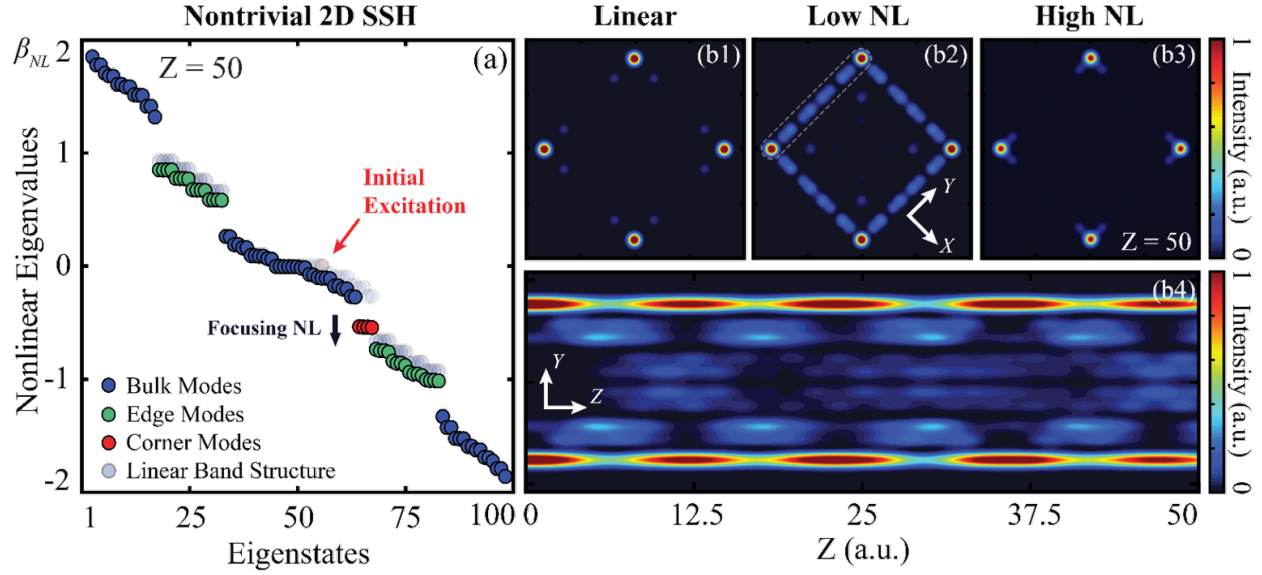 Nontrivial 2D SSH
Linear
Low NL
High NL
β_NL
2
1
0
-1
-2
Nonlinear Eigenvalues
Z = 50
(a)
Initial
Excitation
Focusing NL
Bulk Modes
Edge Modes
Corner Modes
Linear Band Structure
1
25
50
75
100
Eigenstates
(b1)
(b2)
Y
X
(b3)
Z = 50
1
Intensity (a.u.)
0
(b4)
Y
Z
1
Intensity (a.u.)
0
0
12.5
25
37.5
50
Z (a.u.)